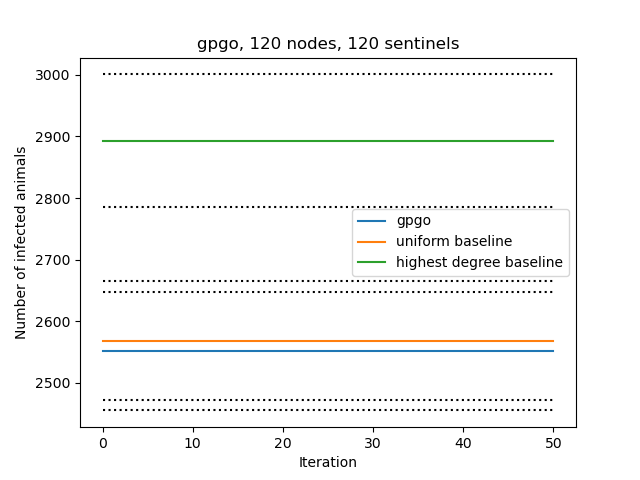 gpgo, 120 nodes, 120 sentinels
3000
2900
2800
2700
2600
2500
Number of infected animals
gpgo
uniform baseline
highest degree baseline
0 10 20 30 40 50
Iteration